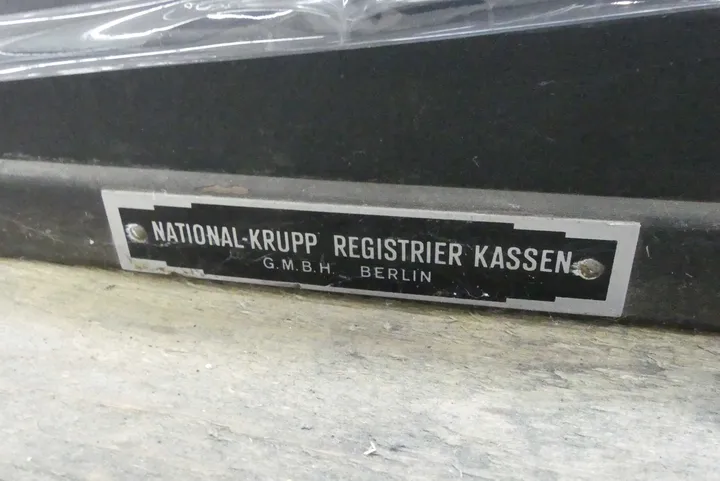 NATIONAL-KRUPP REGISTRIER KASSEN
G.M.B.H. BERLIN